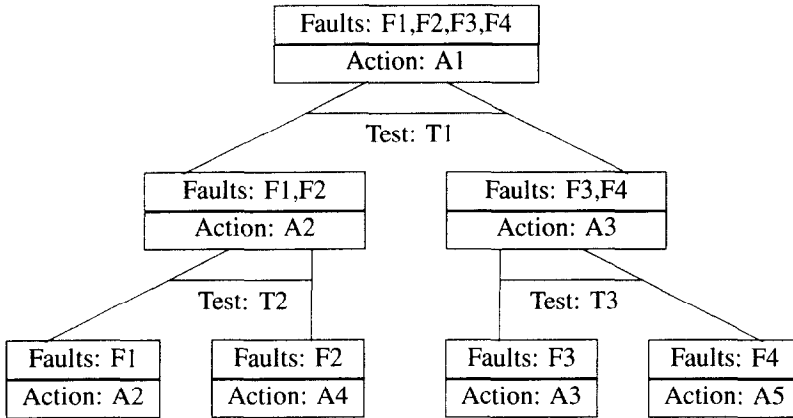 Faults: F1,F2,F3,F4
Action: A1
Test: T1
Faults: F1,F2
Action: A2
Faults: F3,F4
Action: A3
Test: T2
Test: T3
Faults: F1
Action: A2
Faults: F2
Action: A4
Faults: F3
Action: A3
Faults: F4
Action: A5